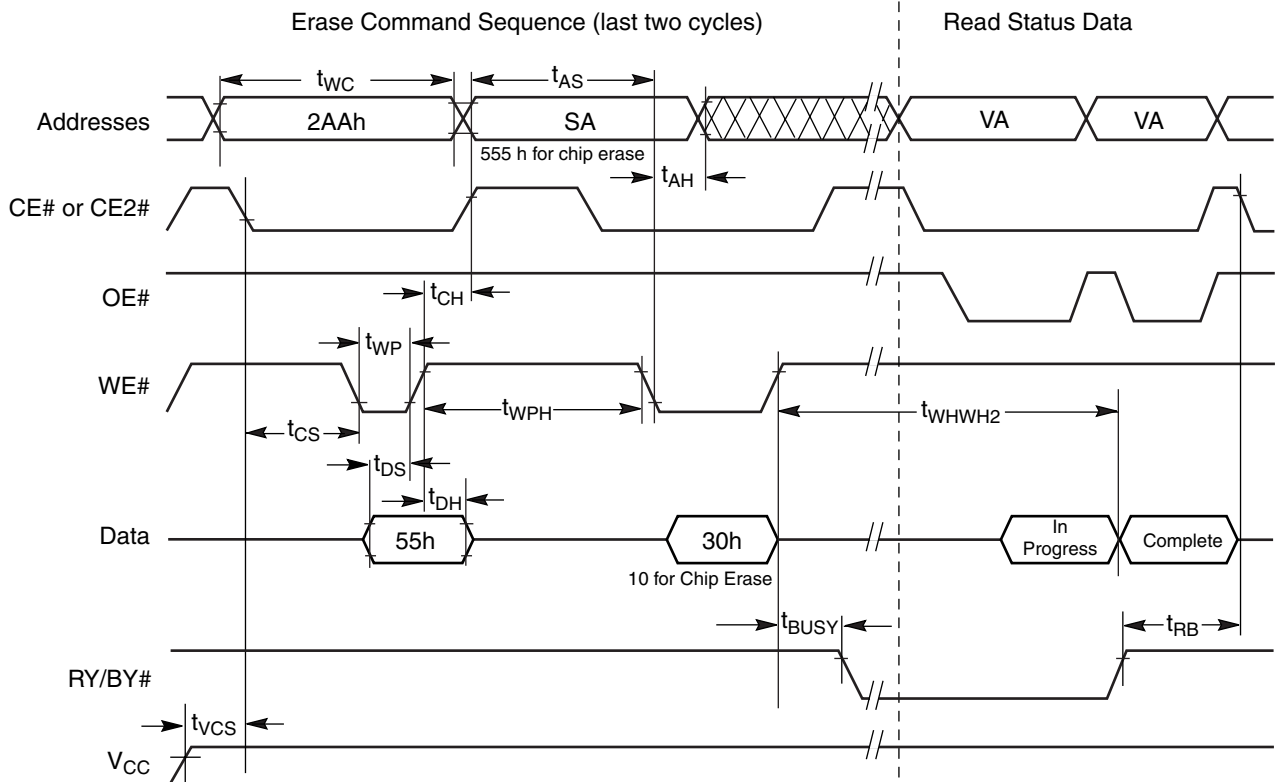 Erase Command Sequence (last two cycles)
Read Status Data
tWC
tAS
Addresses
2AAh
SA
VA
VA
555 h for chip erase
tAH
CE# or CE2#
OE#
tCH
tWP
WE#
tWPH
tWHWH2
tCS
tDS
tDH
Data
55h
30h
In
Progress
Complete
10 for Chip Erase
tBUSY
tRB
RY/BY#
tVCS
VCC